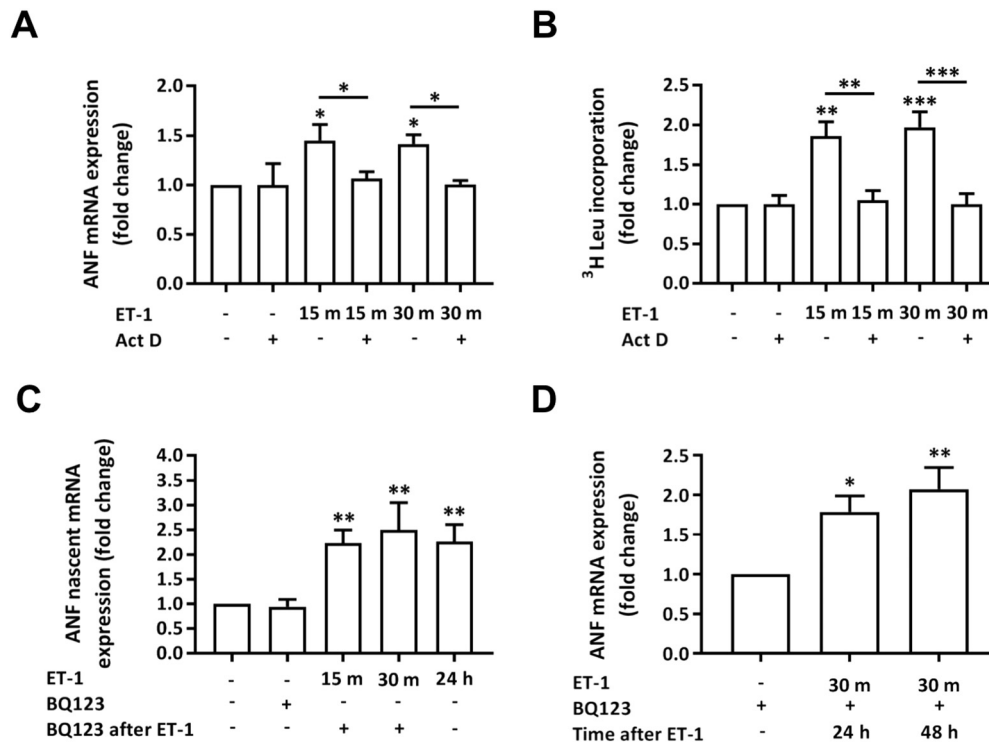 A
ANF mRNA expression
(fold change)
2.0
1.5
1.0
0.5
0.0
* * * *
ET-1 - - 15 m 15 m 30 m 30 m
Act D - + - + - +
B
³H Leu incorporation
(fold change)
2.5
2.0
1.5
1.0
0.5
0.0
** ** *** ***
ET-1 - - 15 m 15 m 30 m 30 m
Act D - + - + - +
C
ANF nascent mRNA
expression (fold change)
4.0
3.5
3.0
2.5
2.0
1.5
1.0
0.5
0.0
** ** **
ET-1 - - 15 m 30 m 24 h
BQ123 - +
BQ123 after ET-1 - - + + -
D
ANF mRNA expression
(fold change)
2.5
2.0
1.5
1.0
0.5
0.0
* **
ET-1 - 30 m 30 m
BQ123 + + +
Time after ET-1 24 h 48 h